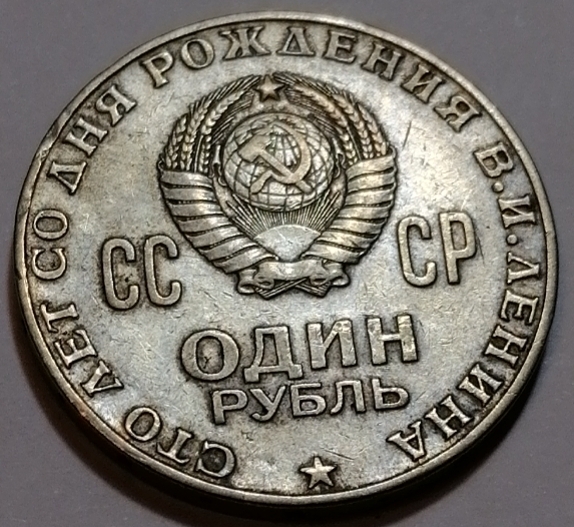 СТО ЛЕТ СО ДНЯ РОЖДЕНИЯ В.И.ЛЕНИНА
СС СР
ОДИН
РУБЛЬ